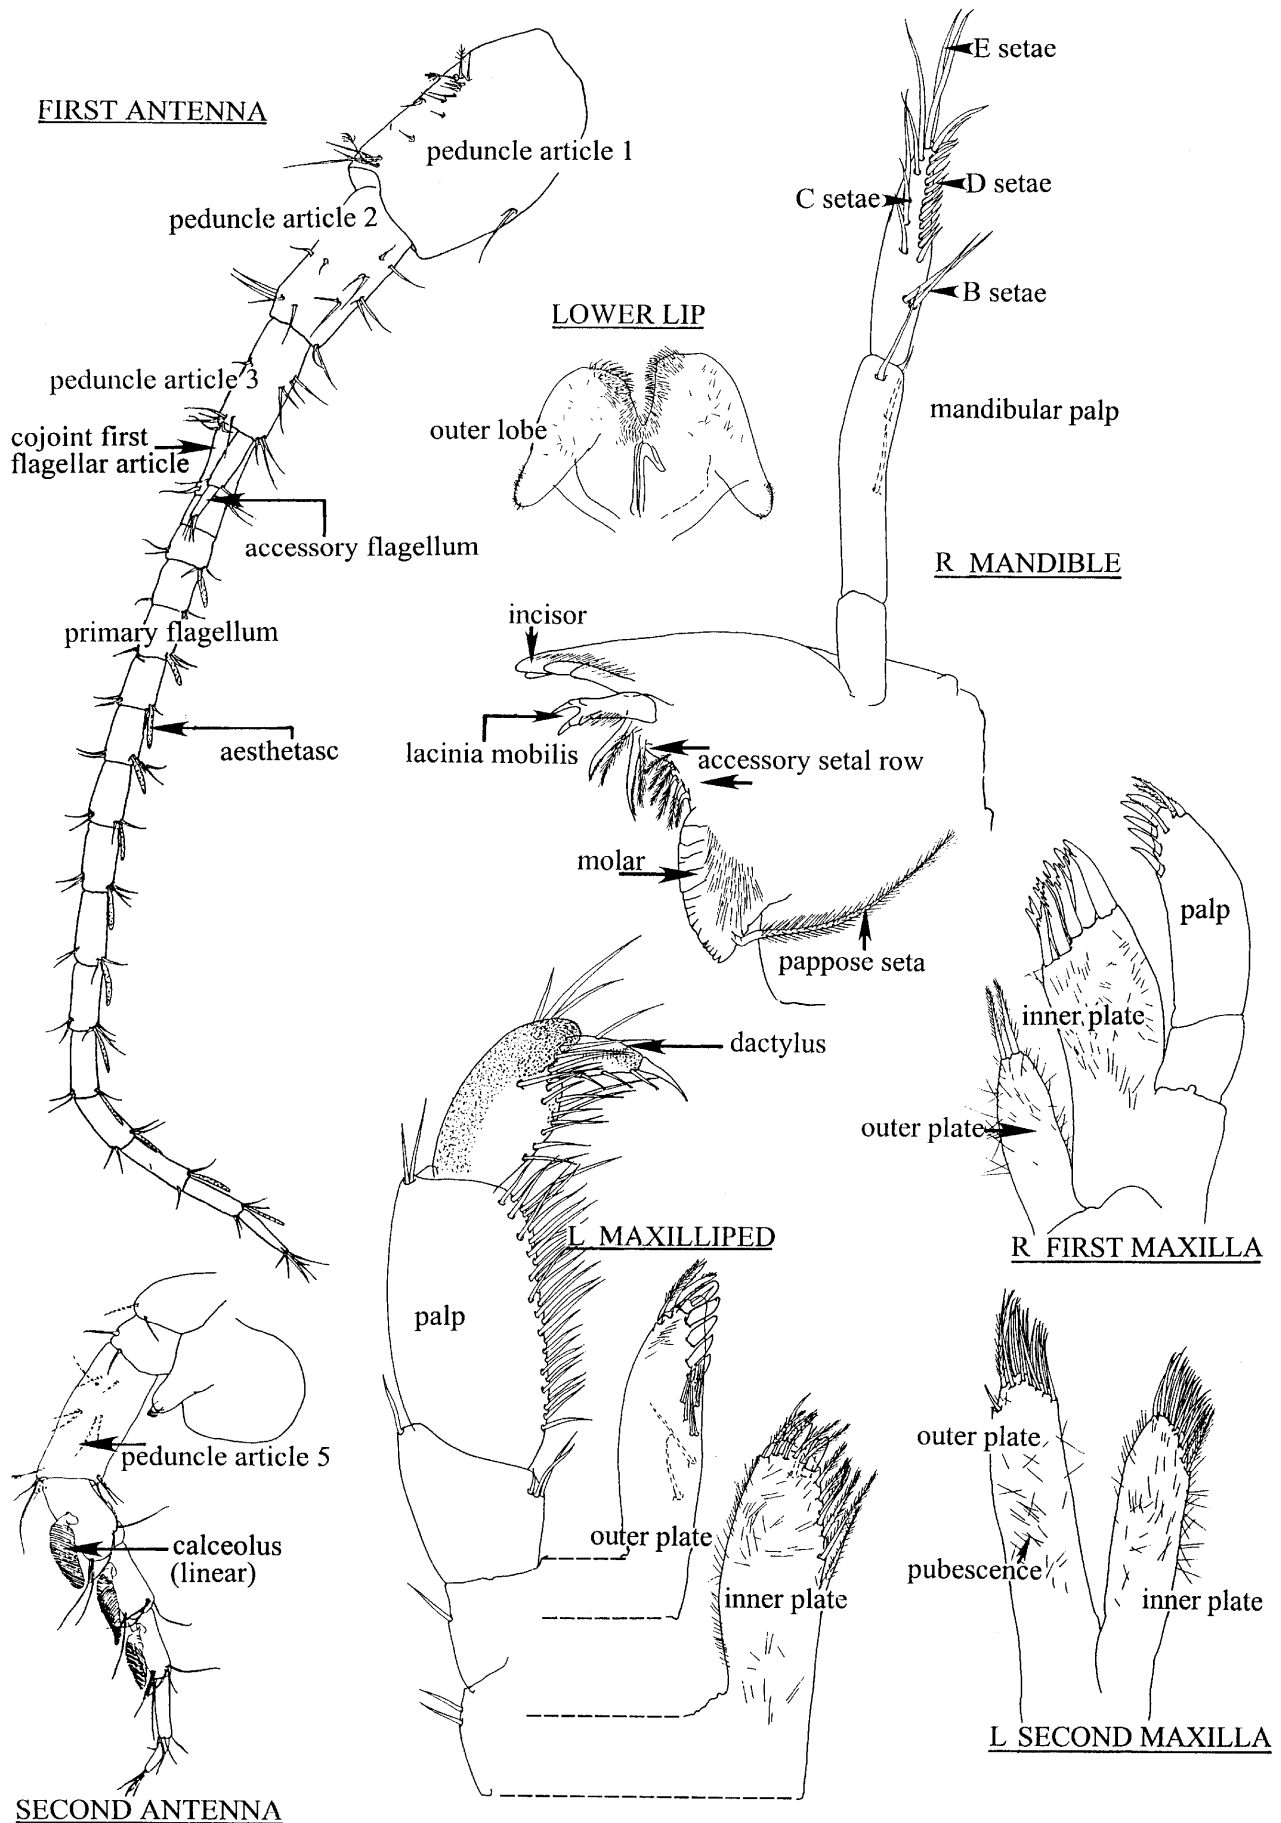 FIRST ANTENNA
peduncle article 1
peduncle article 2
peduncle article 3
cojoint first
flagellar article
accessory flagellum
primary flagellum
aesthetasc
LOWER LIP
outer lobe
E setae
D setae
C setae
B setae
mandibular palp
R MANDIBLE
incisor
lacinia mobilis
accessory setal row
molar
pappose seta
palp
inner plate
outer plate
R FIRST MAXILLA
dactylus
L MAXILLIPED
palp
outer plate
inner plate
peduncle article 5
calceolus
(linear)
SECOND ANTENNA
outer plate
pubescence
inner plate
L SECOND MAXILLA